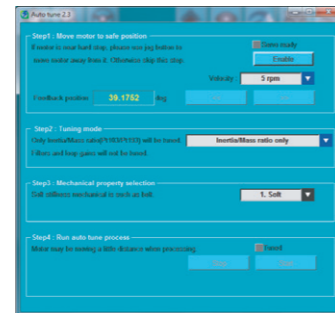 Auto tune 2.3
Step1 : Move motor to safe position
If motor is near hard stop, please use jog button to
move motor away from it. Otherwise skip this step.
Servo ready
Enable
Velocity :
5 rpm
Feedback position
39.1752
deg
Step2 : Tuning mode
Only Inertia/Mass ratio will be tuned.
Filters and loop gains will not be tuned.
Inertia/Mass ratio only
Step3 : Mechanical property selection
Soft stiffness mechanical is such as belt.
1. Soft
Step4 : Run auto tune process
Motor may be moving a little distance when processing.